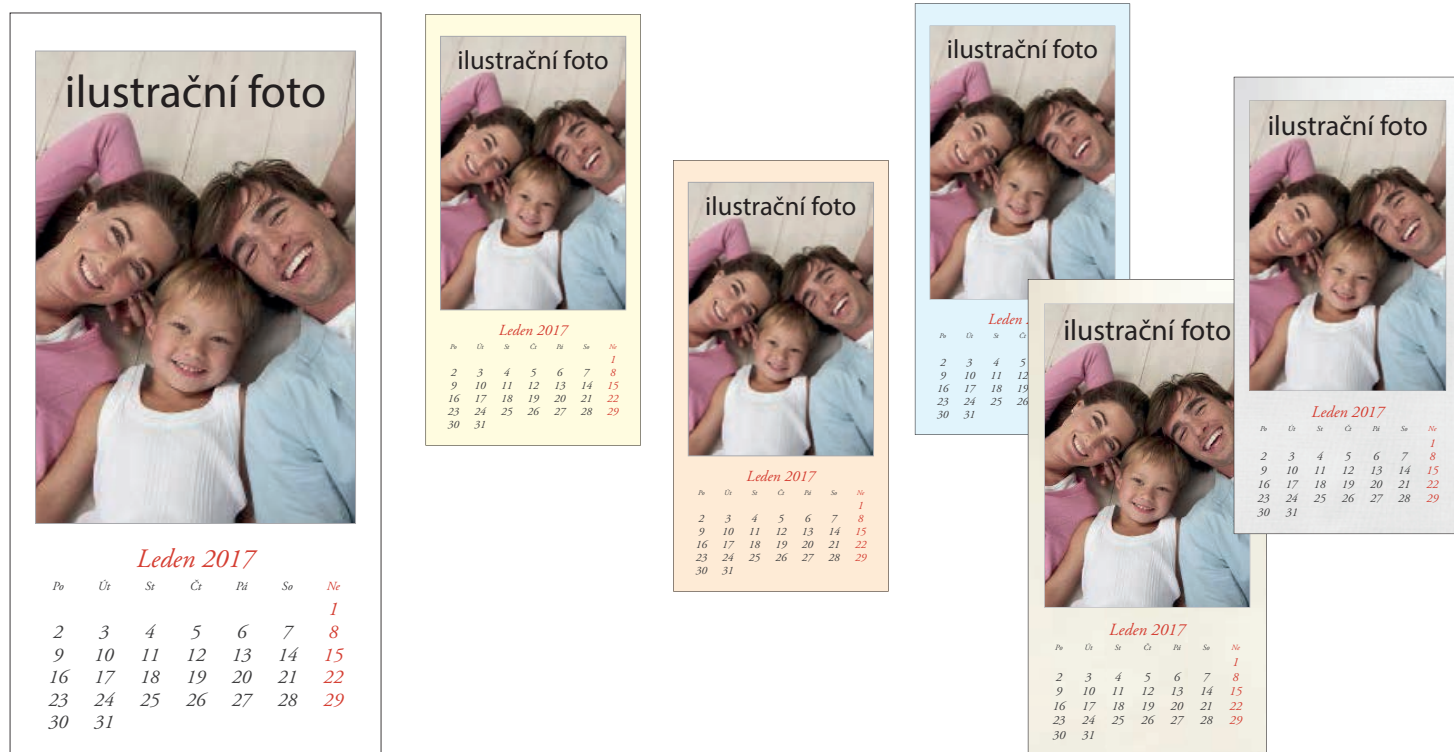 ilustrační foto
Leden 2017
Po Út St Čt Pá So Ne
1
2 3 4 5 6 7 8
9 10 11 12 13 14 15
16 17 18 19 20 21 22
23 24 25 26 27 28 29
30 31
ilustrační foto
Leden 2017
Po Út St Čt Pá So Ne
1
2 3 4 5 6 7 8
9 10 11 12 13 14 15
16 17 18 19 20 21 22
23 24 25 26 27 28 29
30 31
ilustrační foto
Leden 2017
Po Út St Čt Pá So Ne
1
2 3 4 5 6 7 8
9 10 11 12 13 14 15
16 17 18 19 20 21 22
23 24 25 26 27 28 29
30 31
ilustrační foto
Leden
Po Út St Čt
2 3 4 5
9 10 11 12
16 17 18 19
23 24 25 26
30 31
ilustrační foto
Leden 2017
Po Út St Čt Pá So Ne
1
2 3 4 5 6 7 8
9 10 11 12 13 14 15
16 17 18 19 20 21 22
23 24 25 26 27 28 29
30 31
ilustrační foto
Leden 2017
Po Út St Čt Pá So Ne
1
2 3 4 5 6 7 8
9 10 11 12 13 14 15
16 17 18 19 20 21 22
23 24 25 26 27 28 29
30 31